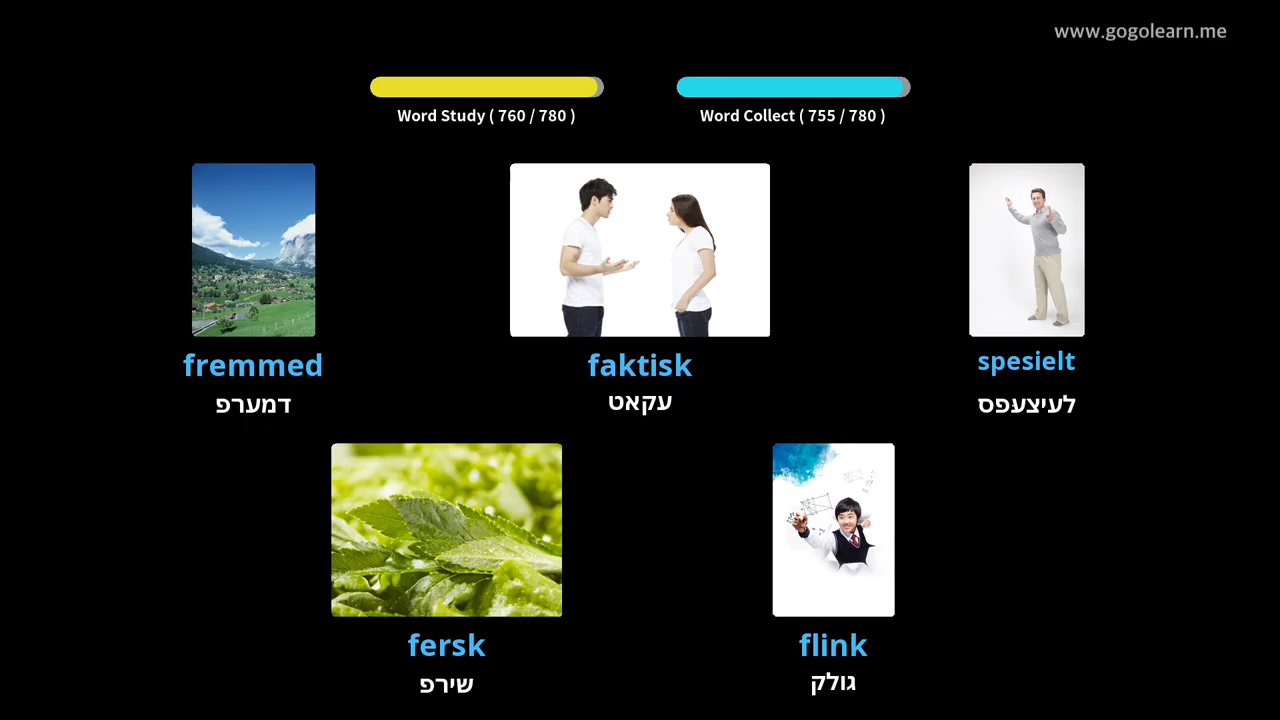 www.gogolearn.me
Word Study ( 760 / 780 )
Word Collect ( 755 / 780 )
fremmed
דמערפ
faktisk
עקאט
spesielt
לעיצעפס
fersk
שירפ
flink
גולק